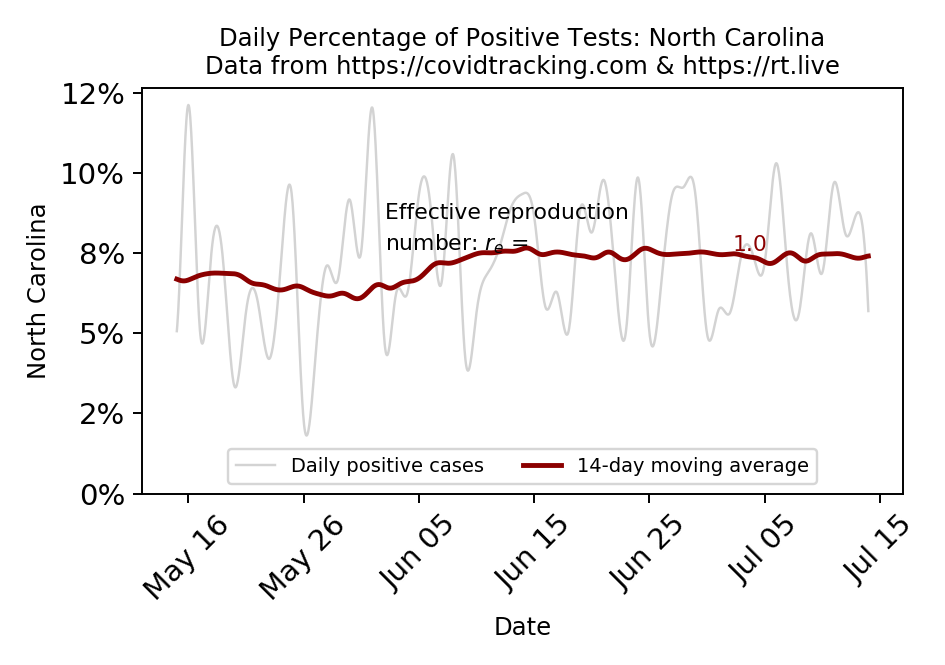 Daily Percentage of Positive Tests: North Carolina
Data from https://covidtracking.com & https://rt.live
12%
10%
8%
5%
2%
0%
North Carolina
Effective reproduction
number: rₑ = 1.0
Daily positive cases
14-day moving average
May 16
May 26
Jun 05
Jun 15
Jun 25
Jul 05
Jul 15
Date